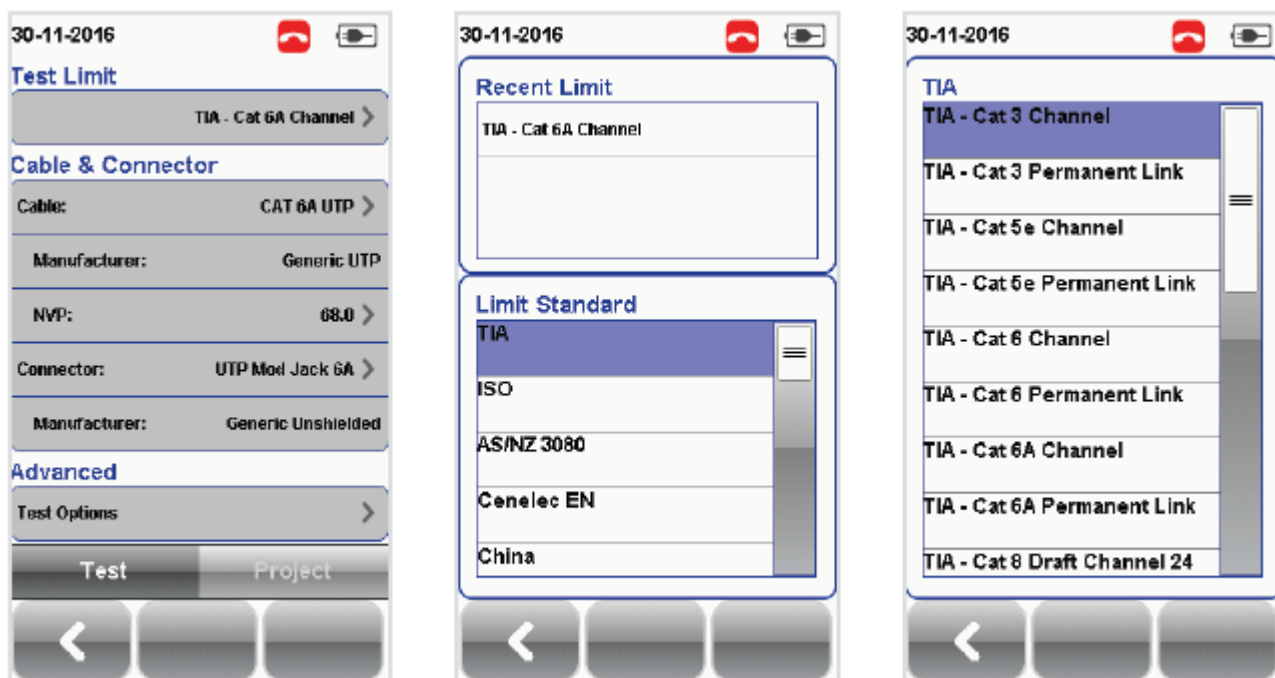 30-11-2016
Test Limit
TIA - Cat 6A Channel
Cable & Connector
Cable: CAT 6A UTP
Manufacturer: Generic UTP
NVP: 68.0
Connector: UTP Mod Jack 6A
Manufacturer: Generic Unshielded
Advanced
Test Options
Test Project
30-11-2016
Recent Limit
TIA - Cat 6A Channel
Limit Standard
TIA
ISO
AS/NZ 3080
Cenelec EN
China
30-11-2016
TIA
TIA - Cat 3 Channel
TIA - Cat 3 Permanent Link
TIA - Cat 5e Channel
TIA - Cat 5e Permanent Link
TIA - Cat 6 Channel
TIA - Cat 6 Permanent Link
TIA - Cat 6A Channel
TIA - Cat 6A Permanent Link
TIA - Cat 8 Draft Channel 24